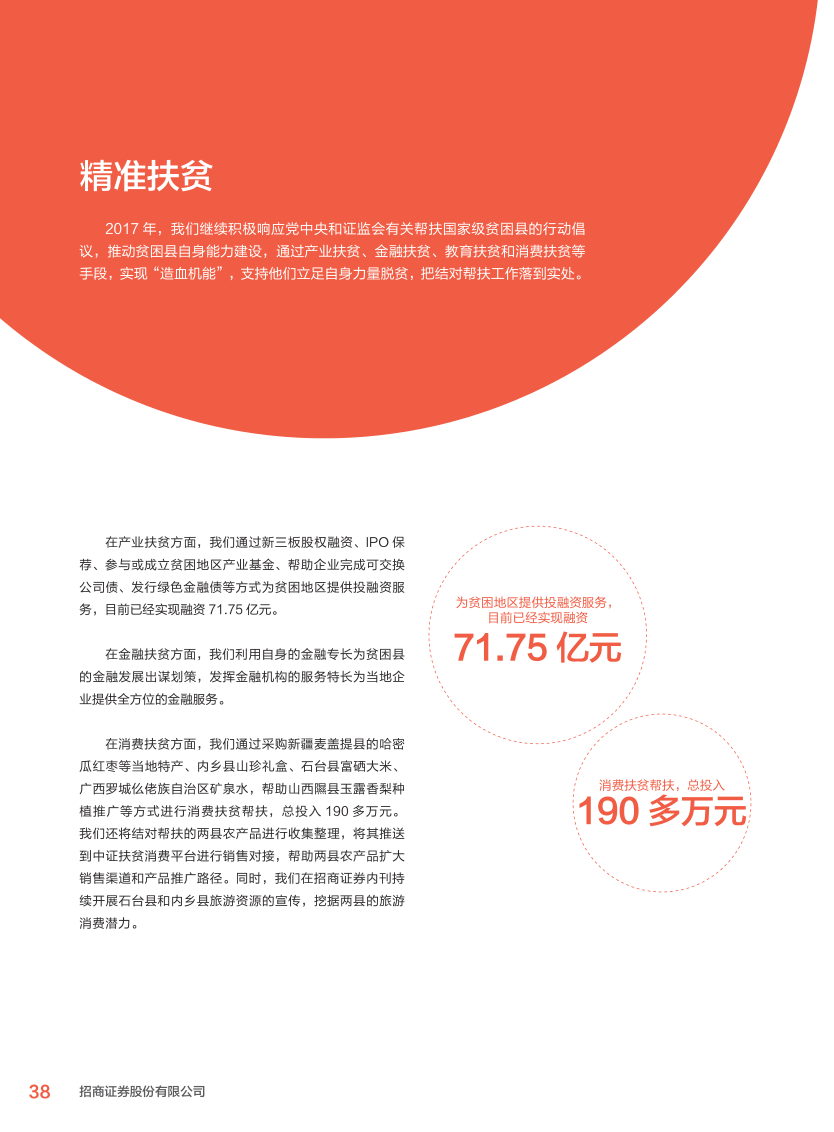 精准扶贫
2017 年，我们继续积极响应党中央和证监会有关帮扶国家级贫困县的行动倡
议，推动贫困县自身能力建设，通过产业扶贫、金融扶贫、教育扶贫和消费扶贫等
手段，实现“造血机能”，支持他们立足自身力量脱贫，把结对帮扶工作落到实处。
在产业扶贫方面，我们通过新三板股权融资、IPO 保
荐、参与或成立贫困地区产业基金、帮助企业完成可交换
公司债、发行绿色金融债等方式为贫困地区提供投融资服
务，目前已经实现融资 71.75 亿元。
在金融扶贫方面，我们利用自身的金融专长为贫困县
的金融发展出谋划策，发挥金融机构的服务特长为当地企
业提供全方位的金融服务。
在消费扶贫方面，我们通过采购新疆麦盖提县的哈密
瓜红枣等当地特产、内乡县山珍礼盒、石台县富硒大米、
广西罗城仫佬族自治区矿泉水，帮助山西隰县玉露香梨种
植推广等方式进行消费扶贫帮扶，总投入 190 多万元。
我们还将结对帮扶的两县农产品进行收集整理，将其推送
到中证扶贫消费平台进行销售对接，帮助两县农产品扩大
销售渠道和产品推广路径。同时，我们在招商证券内刊持
续开展石台县和内乡县旅游资源的宣传，挖掘两县的旅游
消费潜力。
为贫困地区提供投融资服务，
目前已经实现融资
71.75 亿元
消费扶贫帮扶，总投入
190 多万元
38 招商证券股份有限公司